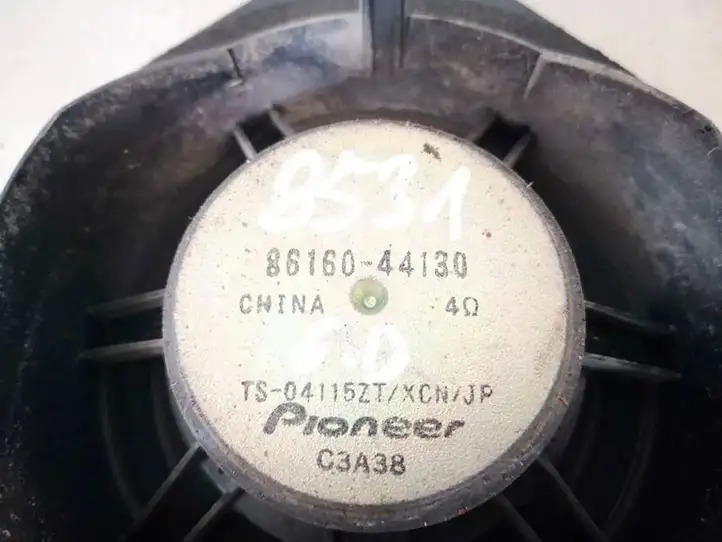 8531
86160-44130
CHINA 4Ω
TS-04115ZT/XCN/JP
Pioneer
C3A38